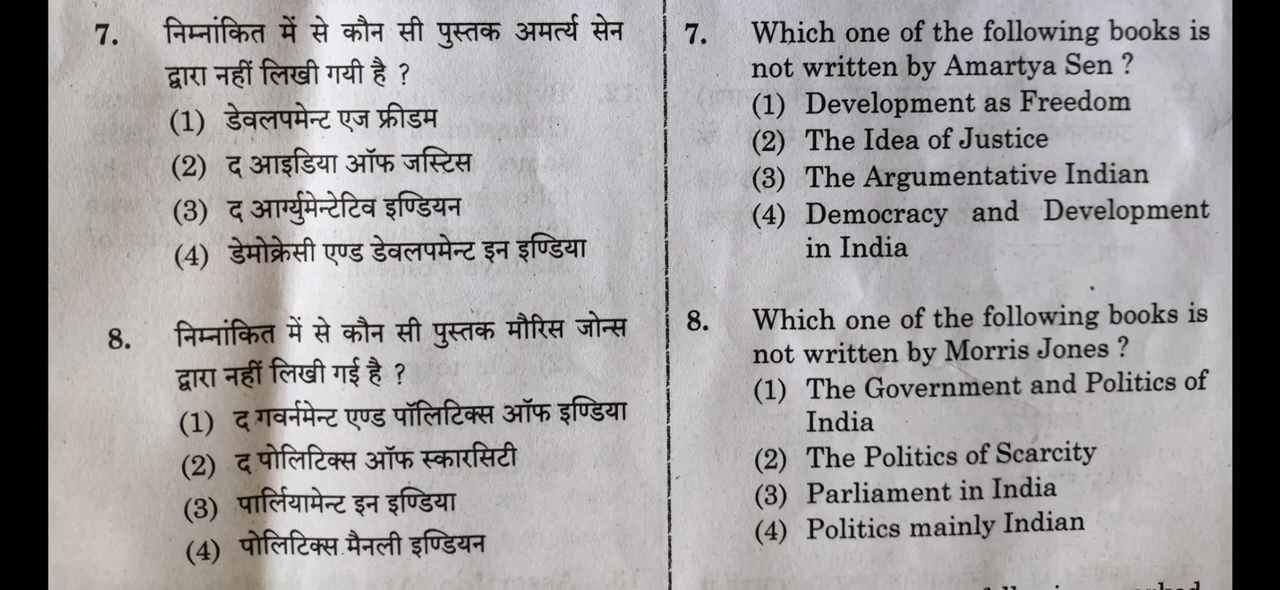 7. निम्नांकित में से कौन सी पुस्तक अमर्त्य सेन
द्वारा नहीं लिखी गयी है ?
(1) डेवलपमेन्ट एज फ्रीडम
(2) द आइडिया ऑफ जस्टिस
(3) द आर्ग्युमेन्टेटिव इण्डियन
(4) डेमोक्रेसी एण्ड डेवलपमेन्ट इन इण्डिया
8. निम्नांकित में से कौन सी पुस्तक मौरिस जोन्स
द्वारा नहीं लिखी गई है ?
(1) द गवर्नमेन्ट एण्ड पॉलिटिक्स ऑफ इण्डिया
(2) द पोलिटिक्स ऑफ स्कारसिटी
(3) पार्लियामेन्ट इन इण्डिया
(4) पोलिटिक्स मैनली इण्डियन
7. Which one of the following books is
not written by Amartya Sen ?
(1) Development as Freedom
(2) The Idea of Justice
(3) The Argumentative Indian
(4) Democracy and Development
in India
8. Which one of the following books is
not written by Morris Jones ?
(1) The Government and Politics of
India
(2) The Politics of Scarcity
(3) Parliament in India
(4) Politics mainly Indian